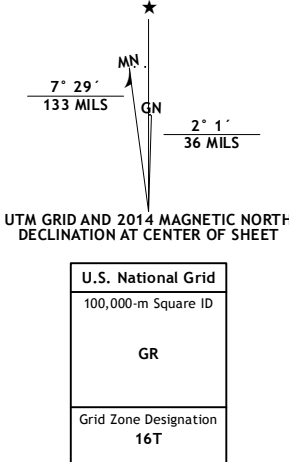 ★
MN
7° 29´
133 MILS
GN
2° 1´
36 MILS
UTM GRID AND 2014 MAGNETIC NORTH
DECLINATION AT CENTER OF SHEET
U.S. National Grid
100,000-m Square ID
GR
Grid Zone Designation
16T